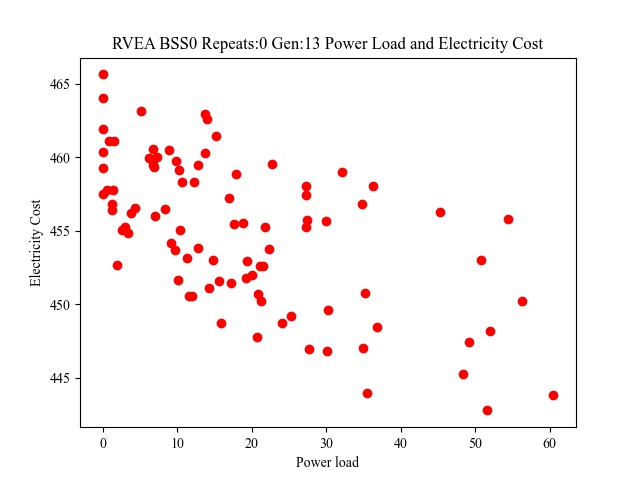 RVEA BSS0 Repeats:0 Gen:13 Power Load and Electricity Cost
465
460
455
450
445
Electricity Cost
0 10 20 30 40 50 60
Power load